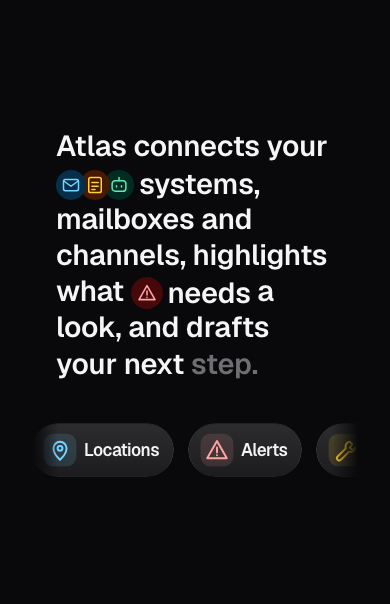 Atlas connects your
systems,
mailboxes and
channels, highlights
what needs a
look, and drafts
your next step.
Locations
Alerts